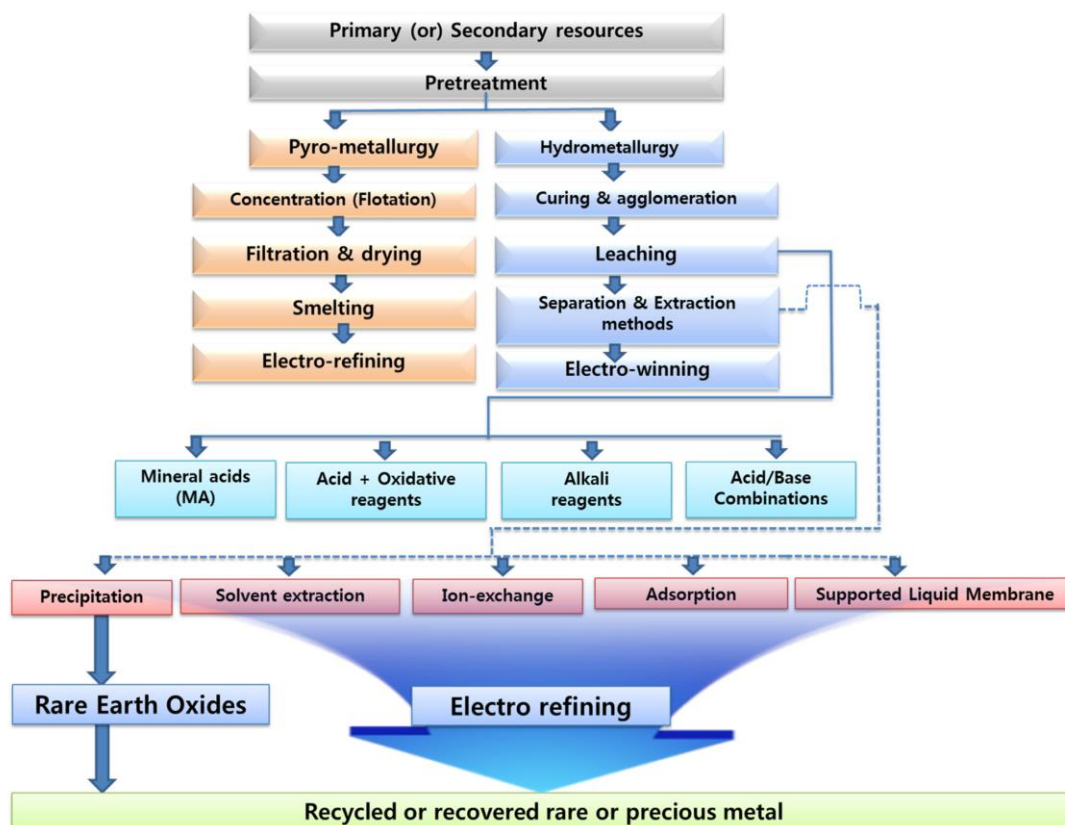 Primary (or) Secondary resources
Pretreatment
Pyro-metallurgy
Hydrometallurgy
Concentration (Flotation)
Curing & agglomeration
Filtration & drying
Leaching
Smelting
Separation & Extraction
methods
Electro-refining
Electro-winning
Mineral acids
(MA)
Acid + Oxidative
reagents
Alkali
reagents
Acid/Base
Combinations
Precipitation
Solvent extraction
Ion-exchange
Adsorption
Supported Liquid Membrane
Rare Earth Oxides
Electro refining
Recycled or recovered rare or precious metal